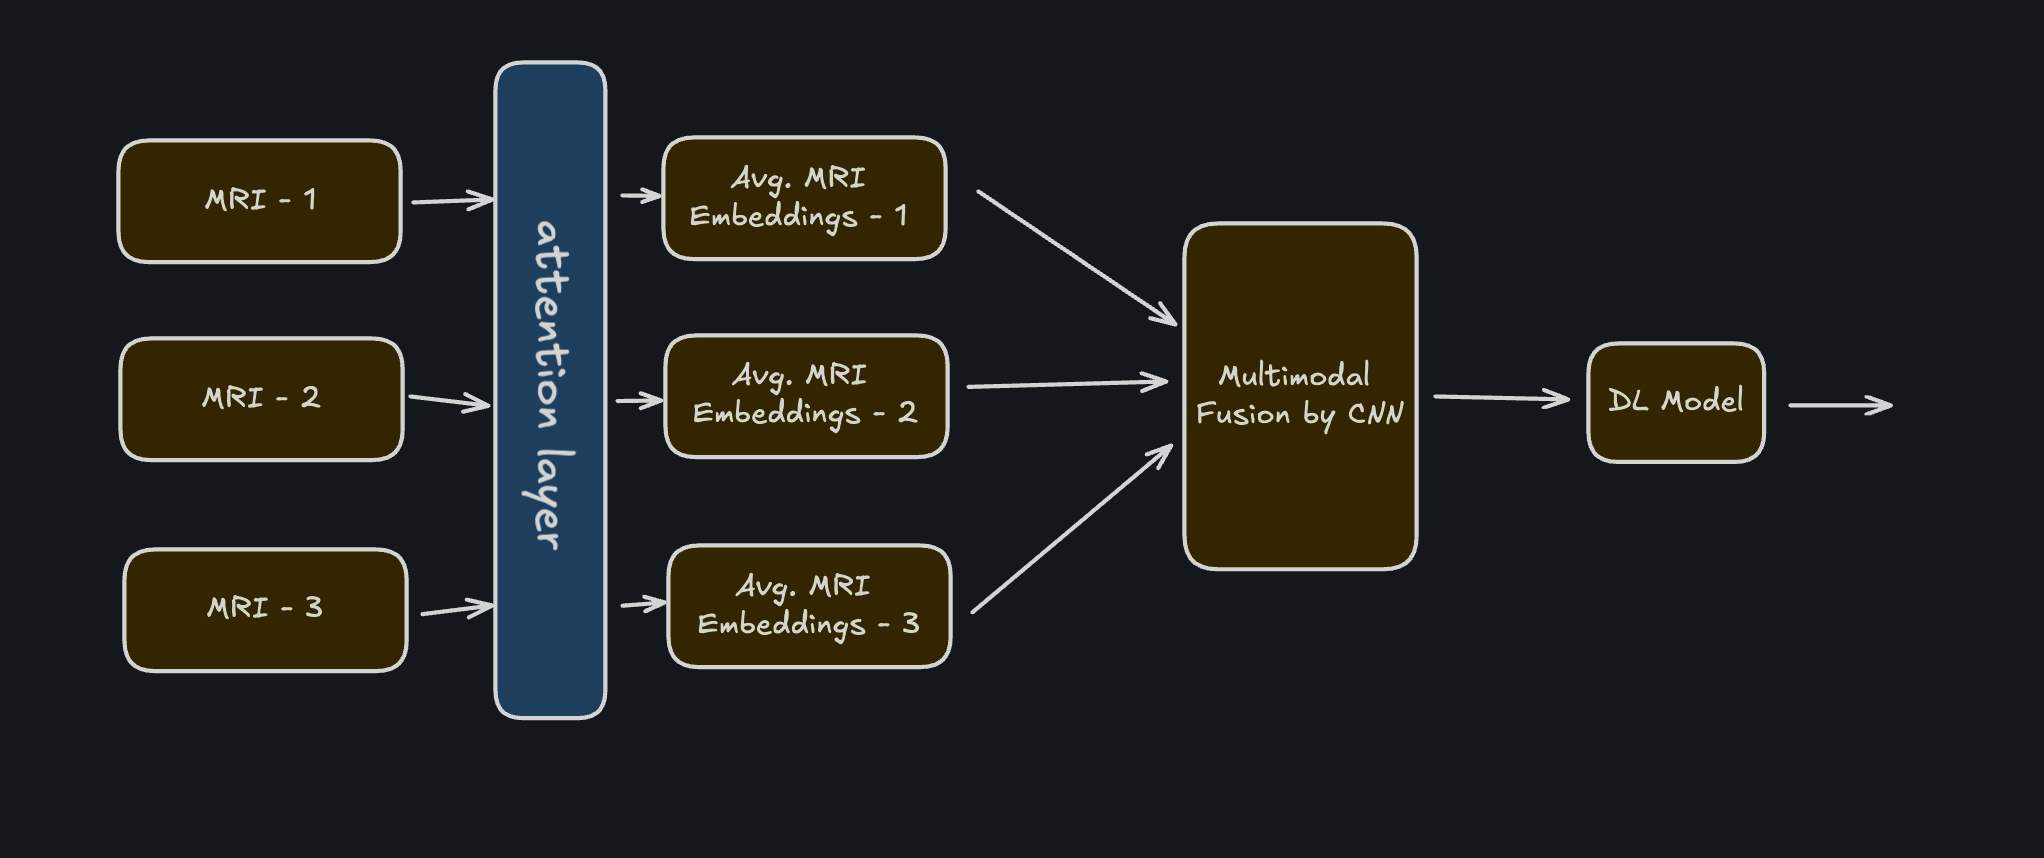 MRI - 1
MRI - 2
MRI - 3
attention layer
Avg. MRI
Embeddings - 1
Avg. MRI
Embeddings - 2
Avg. MRI
Embeddings - 3
Multimodal
Fusion by CNN
DL Model